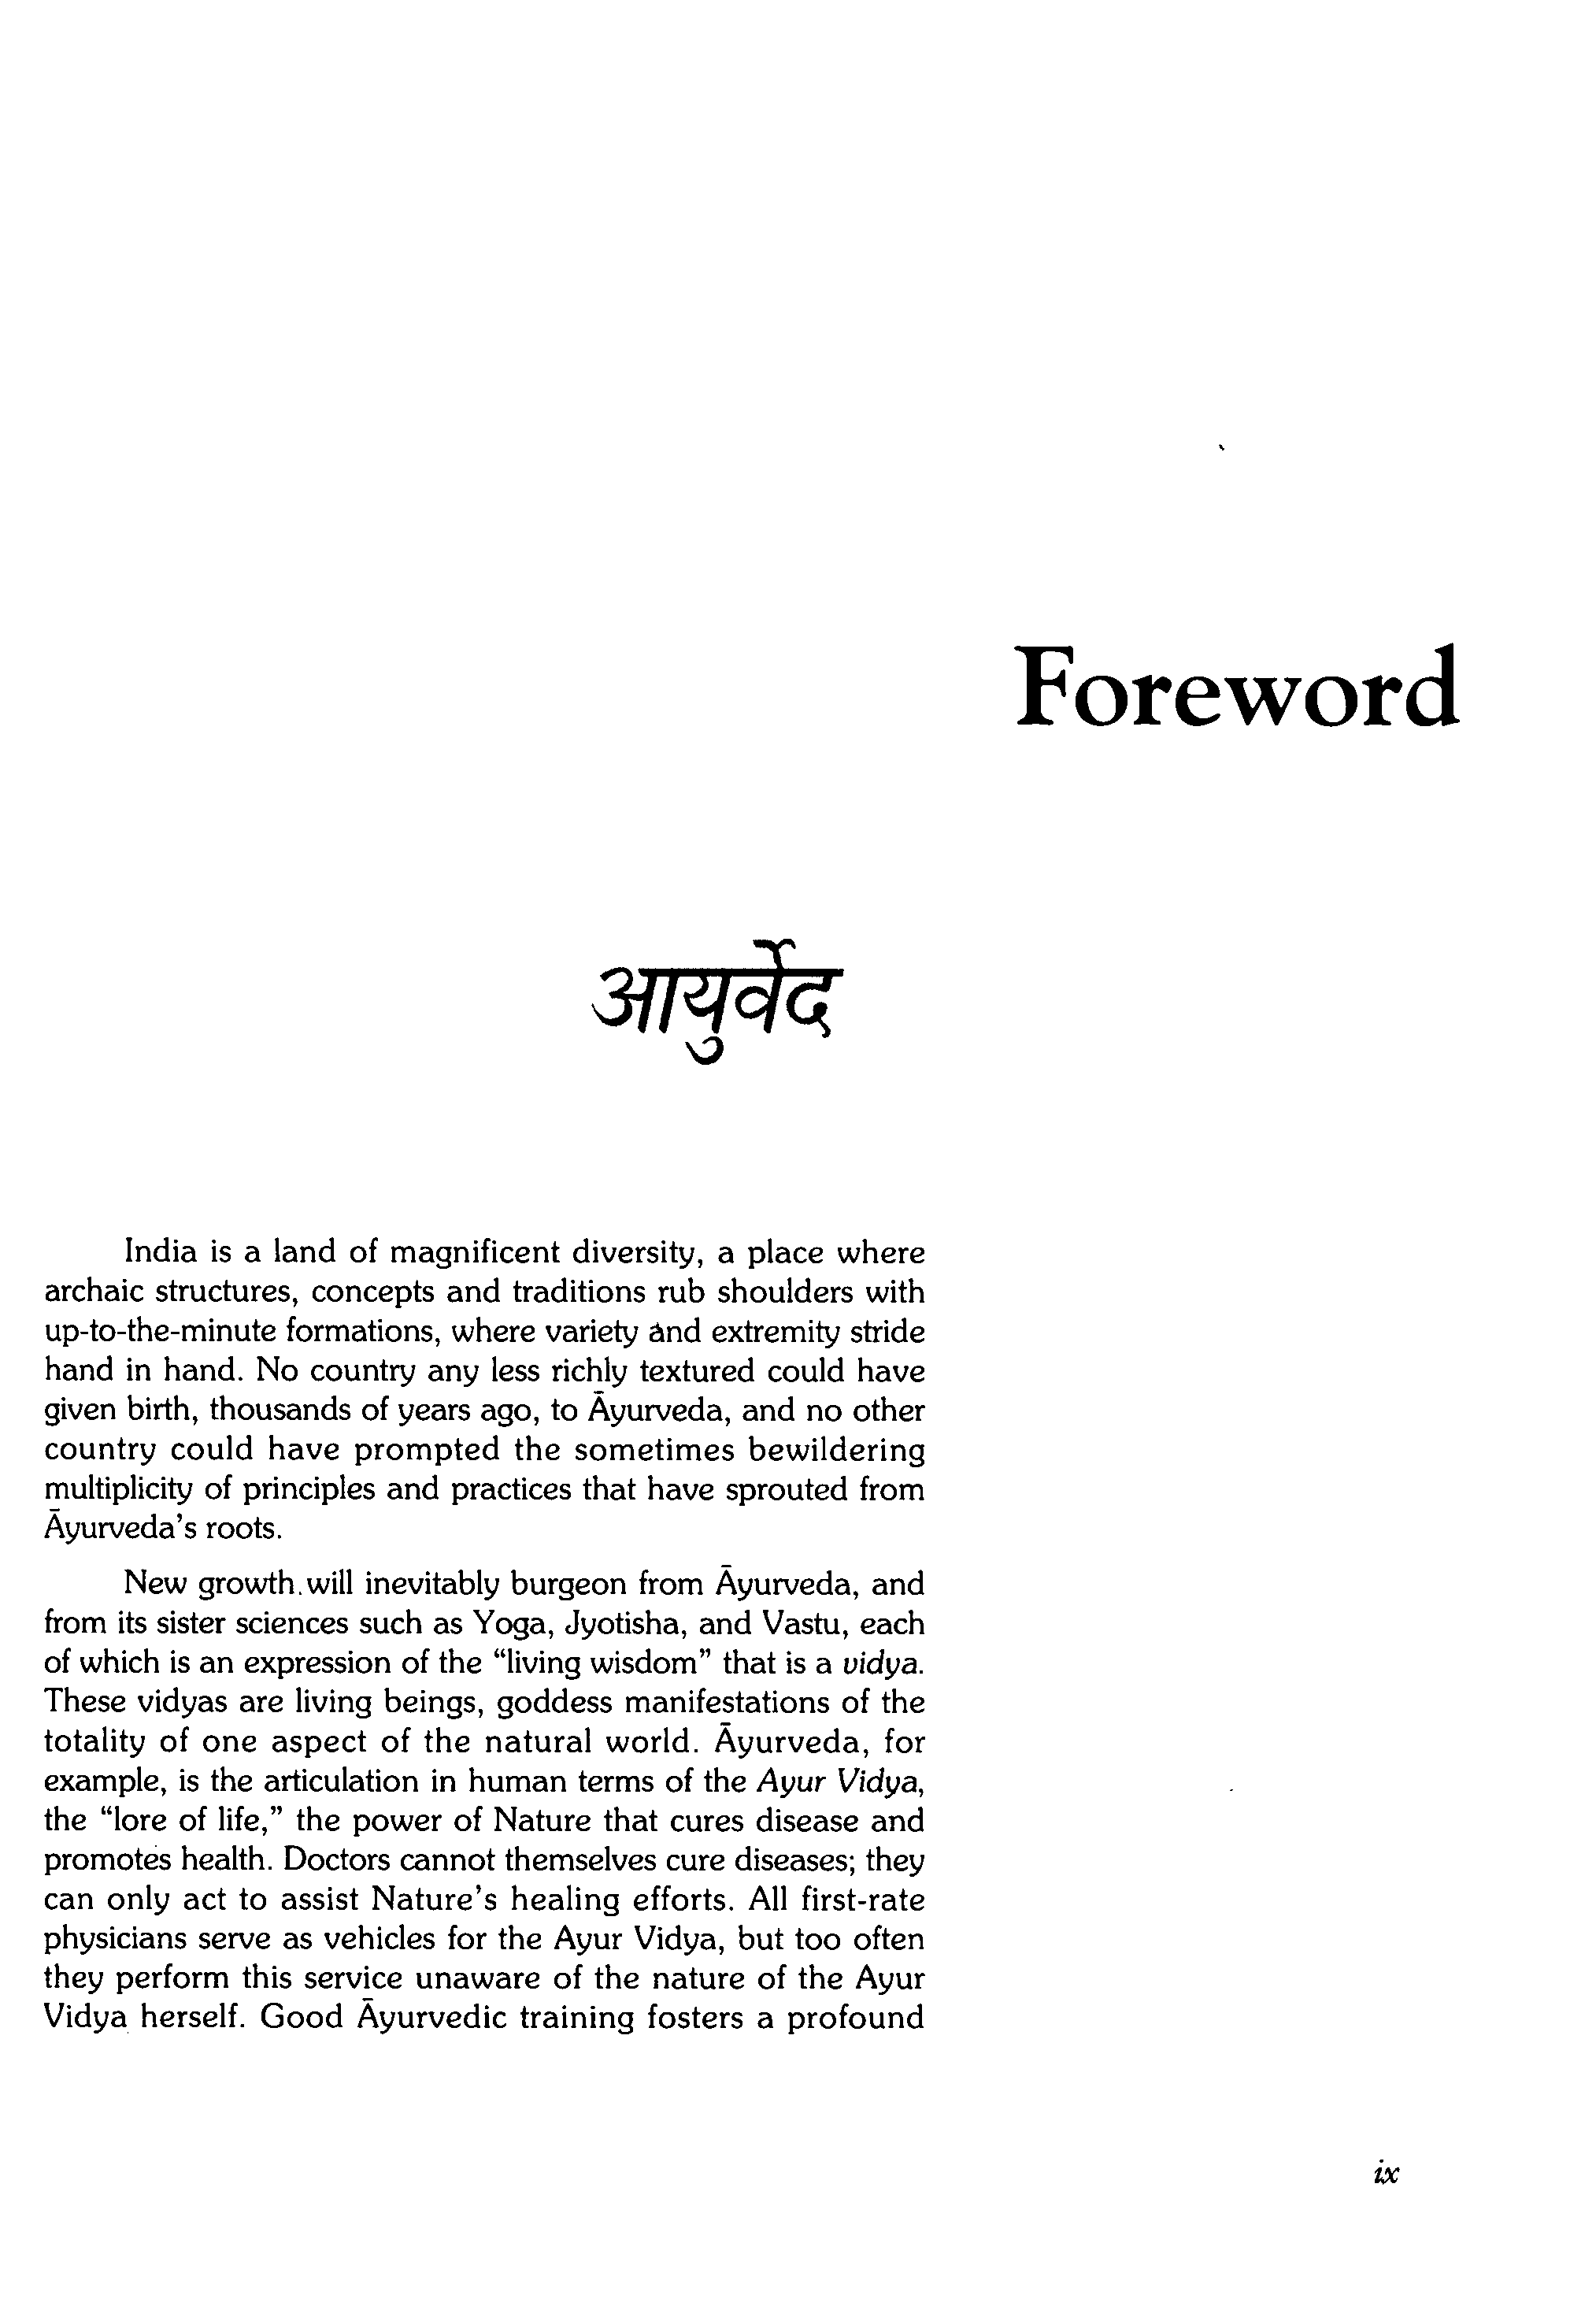 Foreword
आयुर्वेद
India is a land of magnificent diversity, a place where
archaic structures, concepts and traditions rub shoulders with
up-to-the-minute formations, where variety and extremity stride
hand in hand. No country any less richly textured could have
given birth, thousands of years ago, to Āyurveda, and no other
country could have prompted the sometimes bewildering
multiplicity of principles and practices that have sprouted from
Āyurveda's roots.
New growth will inevitably burgeon from Āyurveda, and
from its sister sciences such as Yoga, Jyotisha, and Vastu, each
of which is an expression of the “living wisdom” that is a vidya.
These vidyas are living beings, goddess manifestations of the
totality of one aspect of the natural world. Āyurveda, for
example, is the articulation in human terms of the Ayur Vidya,
the “lore of life,” the power of Nature that cures disease and
promotes health. Doctors cannot themselves cure diseases; they
can only act to assist Nature's healing efforts. All first-rate
physicians serve as vehicles for the Ayur Vidya, but too often
they perform this service unaware of the nature of the Ayur
Vidya herself. Good Āyurvedic training fosters a profound
ix